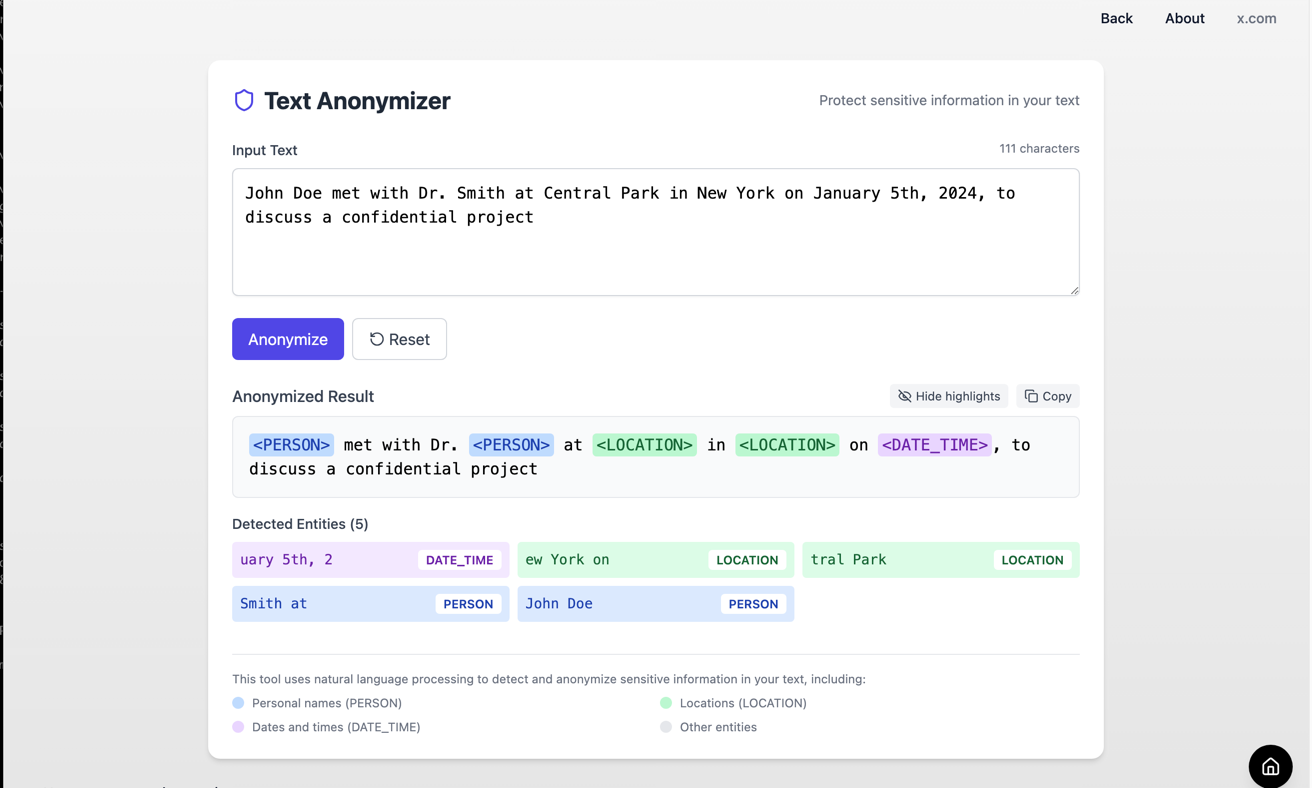 Back About x.com
Text Anonymizer
Protect sensitive information in your text
Input Text
111 characters
John Doe met with Dr. Smith at Central Park in New York on January 5th, 2024, to
discuss a confidential project
Anonymize
Reset
Anonymized Result
Hide highlights
Copy
<PERSON> met with Dr. <PERSON> at <LOCATION> in <LOCATION> on <DATE_TIME>, to
discuss a confidential project
Detected Entities (5)
uary 5th, 2 DATE_TIME
ew York on LOCATION
tral Park LOCATION
Smith at PERSON
John Doe PERSON
This tool uses natural language processing to detect and anonymize sensitive information in your text, including:
Personal names (PERSON)
Locations (LOCATION)
Dates and times (DATE_TIME)
Other entities